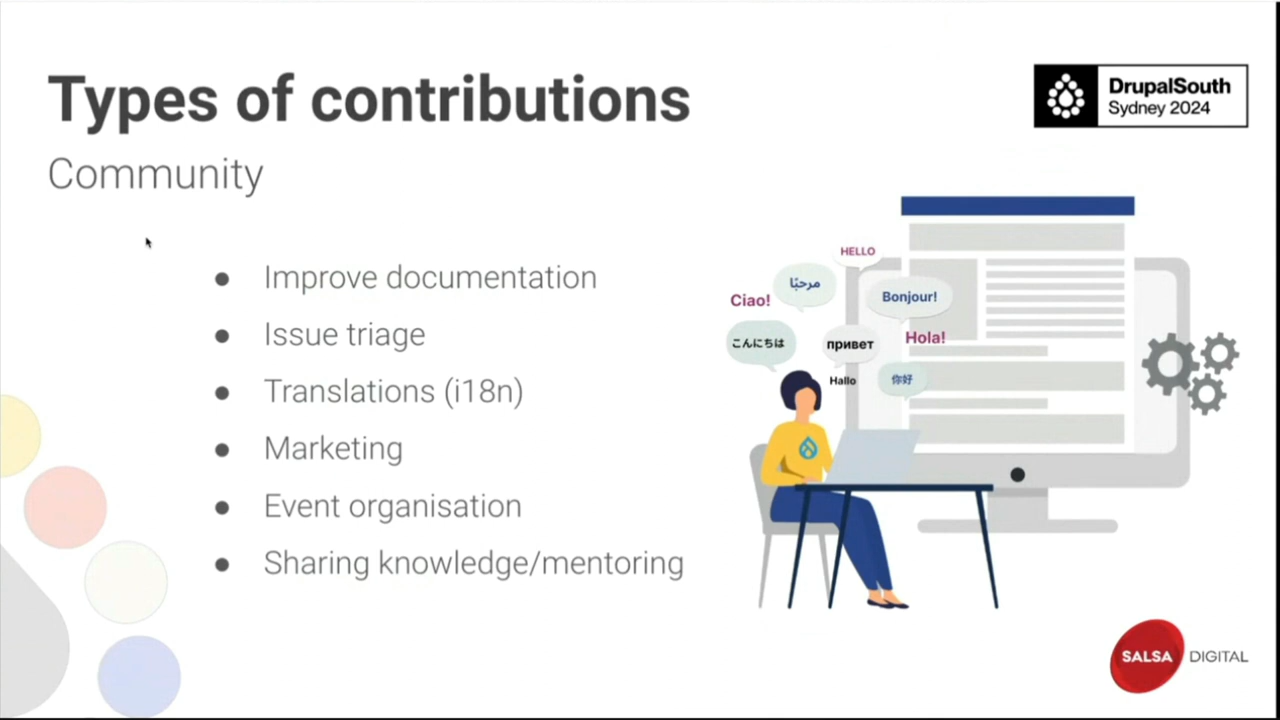 Types of contributions
Community
DrupalSouth
Sydney 2024
● Improve documentation
● Issue triage
● Translations (i18n)
● Marketing
● Event organisation
● Sharing knowledge/mentoring
HELLO
مرحبًا
Ciao!
Bonjour!
こんにちは
привет
Hola!
Hallo
你好
SALSA DIGITAL